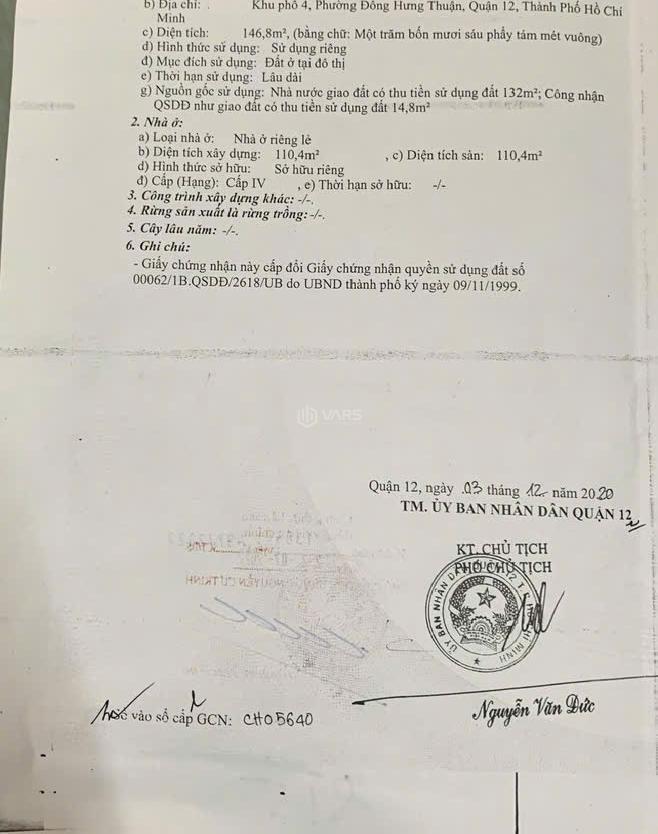 b) Địa chỉ: . Khu phố 4, Phường Đông Hưng Thuận, Quận 12, Thành Phố Hồ Chí
Minh
c) Diện tích: 146,8m², (bằng chữ: Một trăm bốn mươi sáu phẩy tám mét vuông)
d) Hình thức sử dụng: Sử dụng riêng
đ) Mục đích sử dụng: Đất ở tại đô thị
e) Thời hạn sử dụng: Lâu dài
g) Nguồn gốc sử dụng: Nhà nước giao đất có thu tiền sử dụng đất 132m²; Công nhận
QSDĐ như giao đất có thu tiền sử dụng đất 14,8m²
2. Nhà ở:
a) Loại nhà ở: Nhà ở riêng lẻ
b) Diện tích xây dựng: 110,4m² , c) Diện tích sàn: 110,4m²
d) Hình thức sở hữu: Sở hữu riêng
đ) Cấp (Hạng): Cấp IV , e) Thời hạn sở hữu: -/-
3. Công trình xây dựng khác: -/-.
4. Rừng sản xuất là rừng trồng: -/-.
5. Cây lâu năm: -/-.
6. Ghi chú:
- Giấy chứng nhận này cấp đổi Giấy chứng nhận quyền sử dụng đất số
00062/1B.QSDĐ/2618/UB do UBND thành phố ký ngày 09/11/1999.
VARS
Quận 12, ngày 03 tháng 12 năm 2020
TM. ỦY BAN NHÂN DÂN QUẬN 12
KT. CHỦ TỊCH
PHÓ CHỦ TỊCH
ỦY BAN NHÂN DÂN QUẬN 12 T.P HỒ CHÍ MINH
Nguyễn Văn Đức
vào sổ cấp GCN: CH05640